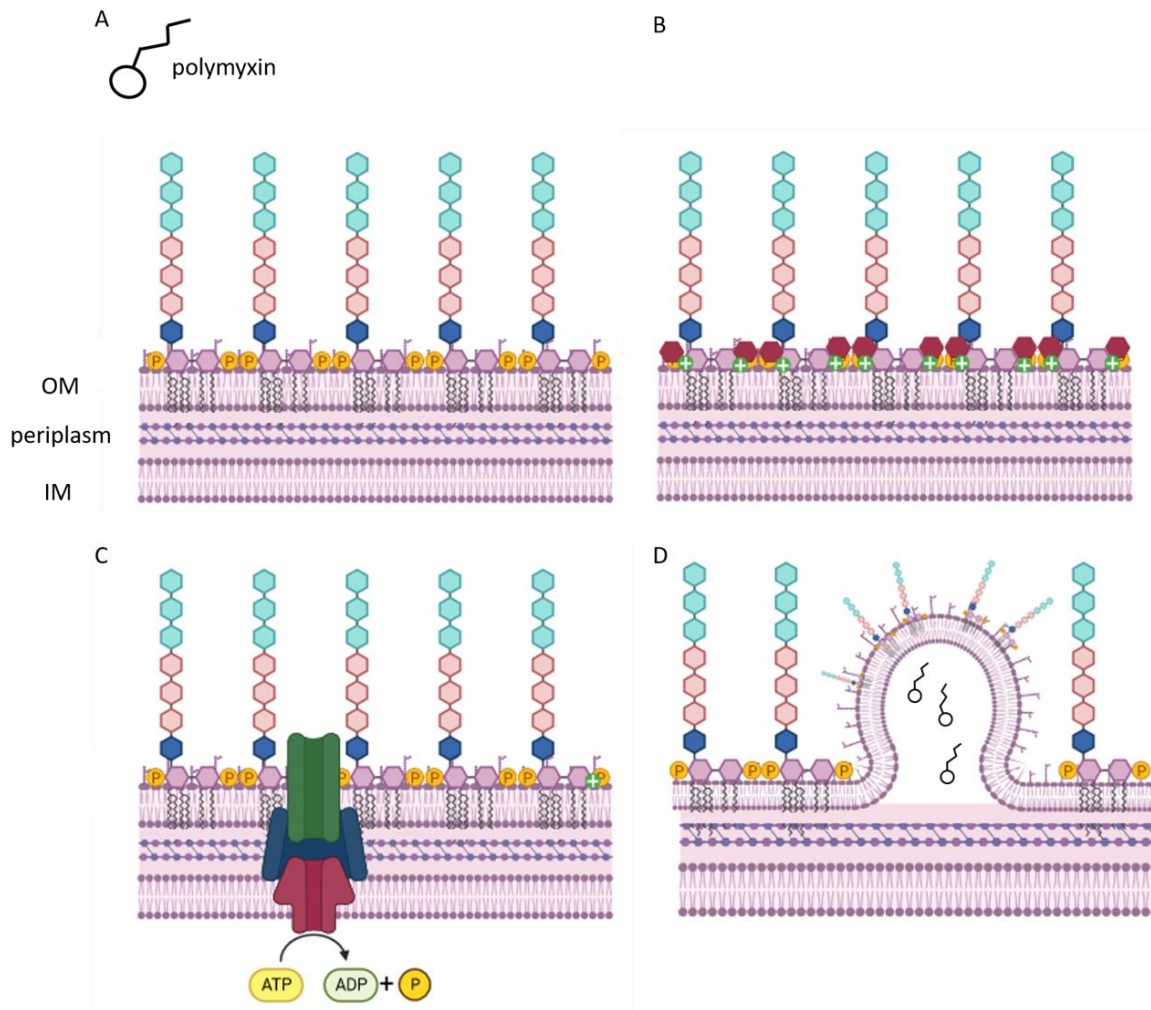 A
B
polymyxin
P P P P P P P P P P
+ + + + + + + + + +
OM
periplasm
IM
C
D
P P P P P P P P + P
P P P P P P
ATP ADP + P